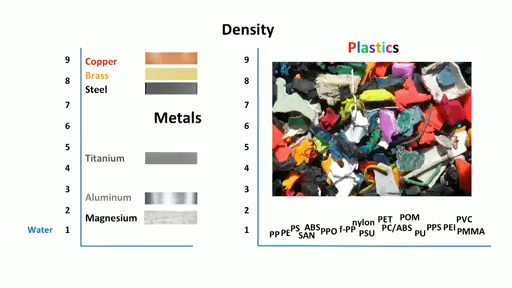 Density
Plastics
9
Copper
Brass
8
Steel
7
Metals
6
5
Titanium
4
3
Aluminum
2
Magnesium
Water
1
9
8
7
6
5
4
3
2
1
PP
PE
PS
ABS
SAN
PPO
f-PP
nylon
PSU
PET
PC/ABS
POM
PU
PPS
PEI
PVC
PMMA